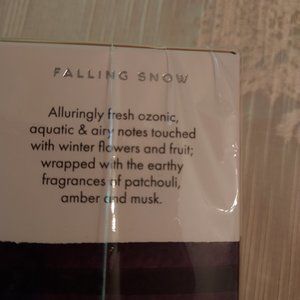 FALLING SNOW
Alluringly fresh ozonic,
aquatic & airy notes touched
with winter flowers and fruit;
wrapped with the earthy
fragrances of patchouli,
amber and musk.